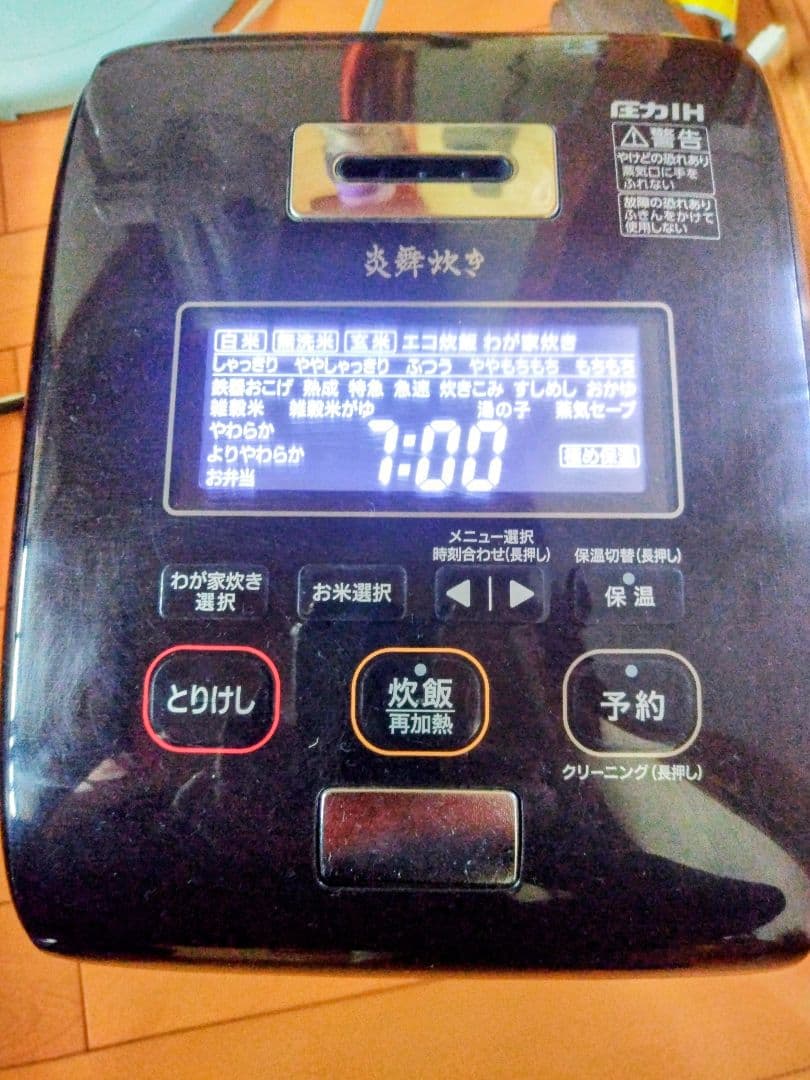 圧力IH
警告
やけどの恐れあり
蒸気口に手を
ふれない
故障の恐れあり
ふきんをかけて
使用しない
炎舞炊き
白米 無洗米 玄米 エコ炊飯 わが家炊き
しゃっきり ややしゃっきり ふつう ややもちもち もちもち
鉄器おこげ 熟成 特急 急速 炊きこみ すしめし おかゆ
雑穀米 雑穀米がゆ 湯の子 蒸気セーブ
やわらか
よりやわらか
お弁当
7:00
極め保温
メニュー選択
時刻合わせ(長押し)
保温切替(長押し)
わが家炊き
選択
お米選択
保温
とりけし
炊飯
再加熱
予約
クリーニング(長押し)